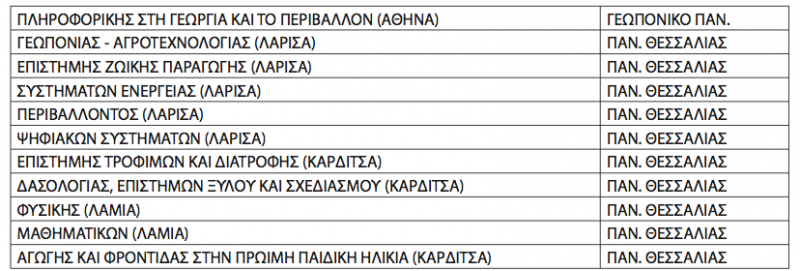 ΠΛΗΡΟΦΟΡΙΚΗΣ ΣΤΗ ΓΕΩΡΓΙΑ ΚΑΙ ΤΟ ΠΕΡΙΒΑΛΛΟΝ (ΑΘΗΝΑ) ΓΕΩΠΟΝΙΚΟ ΠΑΝ.
ΓΕΩΠΟΝΙΑΣ - ΑΓΡΟΤΕΧΝΟΛΟΓΙΑΣ (ΛΑΡΙΣΑ) ΠΑΝ. ΘΕΣΣΑΛΙΑΣ
ΕΠΙΣΤΗΜΗΣ ΖΩΙΚΗΣ ΠΑΡΑΓΩΓΗΣ (ΛΑΡΙΣΑ) ΠΑΝ. ΘΕΣΣΑΛΙΑΣ
ΣΥΣΤΗΜΑΤΩΝ ΕΝΕΡΓΕΙΑΣ (ΛΑΡΙΣΑ) ΠΑΝ. ΘΕΣΣΑΛΙΑΣ
ΠΕΡΙΒΑΛΛΟΝΤΟΣ (ΛΑΡΙΣΑ) ΠΑΝ. ΘΕΣΣΑΛΙΑΣ
ΨΗΦΙΑΚΩΝ ΣΥΣΤΗΜΑΤΩΝ (ΛΑΡΙΣΑ) ΠΑΝ. ΘΕΣΣΑΛΙΑΣ
ΕΠΙΣΤΗΜΗΣ ΤΡΟΦΙΜΩΝ ΚΑΙ ΔΙΑΤΡΟΦΗΣ (ΚΑΡΔΙΤΣΑ) ΠΑΝ. ΘΕΣΣΑΛΙΑΣ
ΔΑΣΟΛΟΓΙΑΣ, ΕΠΙΣΤΗΜΩΝ ΞΥΛΟΥ ΚΑΙ ΣΧΕΔΙΑΣΜΟΥ (ΚΑΡΔΙΤΣΑ) ΠΑΝ. ΘΕΣΣΑΛΙΑΣ
ΦΥΣΙΚΗΣ (ΛΑΜΙΑ) ΠΑΝ. ΘΕΣΣΑΛΙΑΣ
ΜΑΘΗΜΑΤΙΚΩΝ (ΛΑΜΙΑ) ΠΑΝ. ΘΕΣΣΑΛΙΑΣ
ΑΓΩΓΗΣ ΚΑΙ ΦΡΟΝΤΙΔΑΣ ΣΤΗΝ ΠΡΩΙΜΗ ΠΑΙΔΙΚΗ ΗΛΙΚΙΑ (ΚΑΡΔΙΤΣΑ) ΠΑΝ. ΘΕΣΣΑΛΙΑΣ